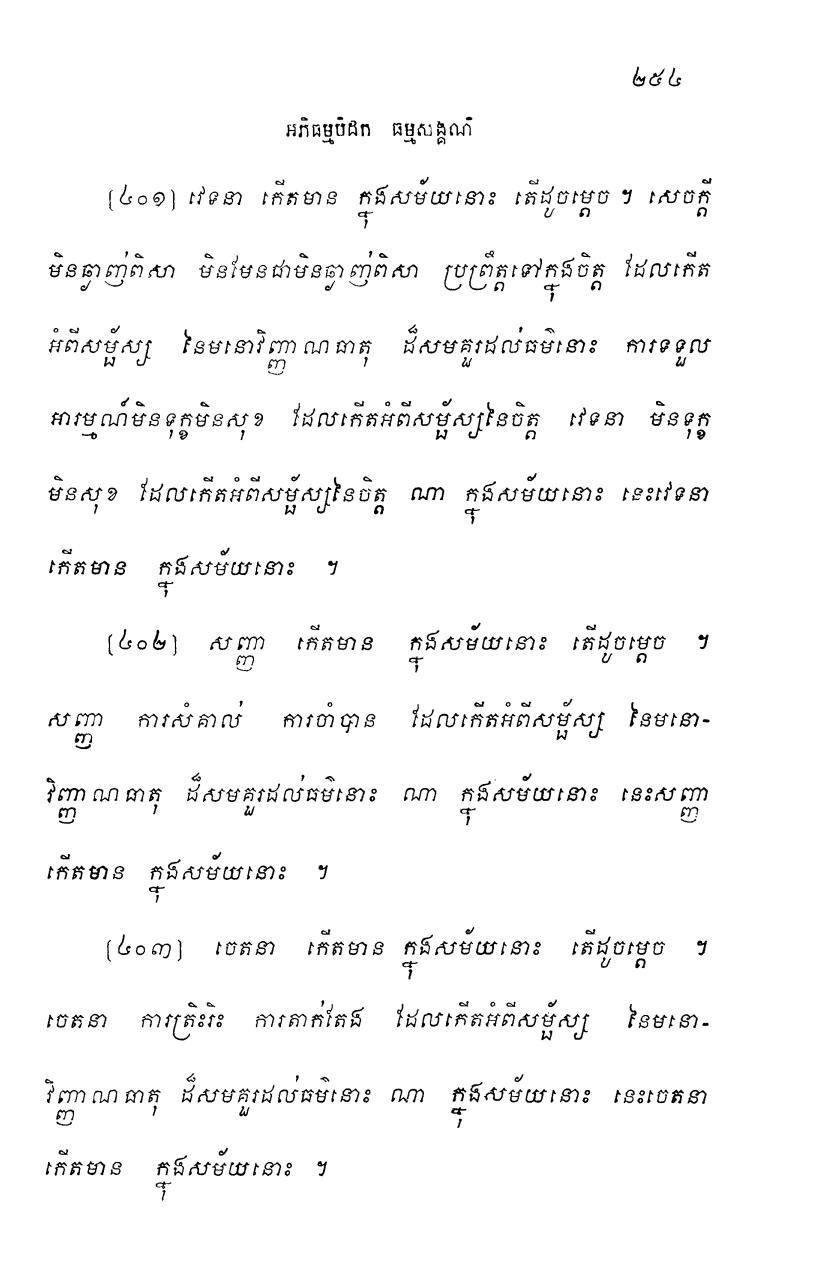 ២៥៤
អភិធម្មបិដក ធម្មសង្គណី
[៤០១] វេទនា កើតមាន ក្នុងសម័យនោះ តើដូចម្ដេច ។ សេចក្ដី
មិនឆ្ងាញ់ពិសា មិនមែនជាមិនឆ្ងាញ់ពិសា ប្រព្រឹត្តទៅក្នុងចិត្ត ដែលកើត
អំពីសម្ផ័ស្ស នៃមនោវិញ្ញាណធាតុ ដ៏សមគួរដល់ធម៌នោះ ការទទួល
អារម្មណ៍មិនទុក្ខមិនសុខ ដែលកើតអំពីសម្ផ័ស្សនៃចិត្ត វេទនា មិនទុក្ខ
មិនសុខ ដែលកើតអំពីសម្ផ័ស្សនៃចិត្ត ណា ក្នុងសម័យនោះ នេះវេទនា
កើតមាន ក្នុងសម័យនោះ ។
[៤០២] សញ្ញា កើតមាន ក្នុងសម័យនោះ តើដូចម្ដេច ។
សញ្ញា ការសំគាល់ ការចាំបាន ដែលកើតអំពីសម្ផ័ស្ស នៃមនោ-
វិញ្ញាណធាតុ ដ៏សមគួរដល់ធម៌នោះ ណា ក្នុងសម័យនោះ នេះសញ្ញា
កើតមាន ក្នុងសម័យនោះ ។
[៤០៣] ចេតនា កើតមាន ក្នុងសម័យនោះ តើដូចម្ដេច ។
ចេតនា ការត្រិះរិះ ការតាក់តែង ដែលកើតអំពីសម្ផ័ស្ស នៃមនោ-
វិញ្ញាណធាតុ ដ៏សមគួរដល់ធម៌នោះ ណា ក្នុងសម័យនោះ នេះចេតនា
កើតមាន ក្នុងសម័យនោះ ។